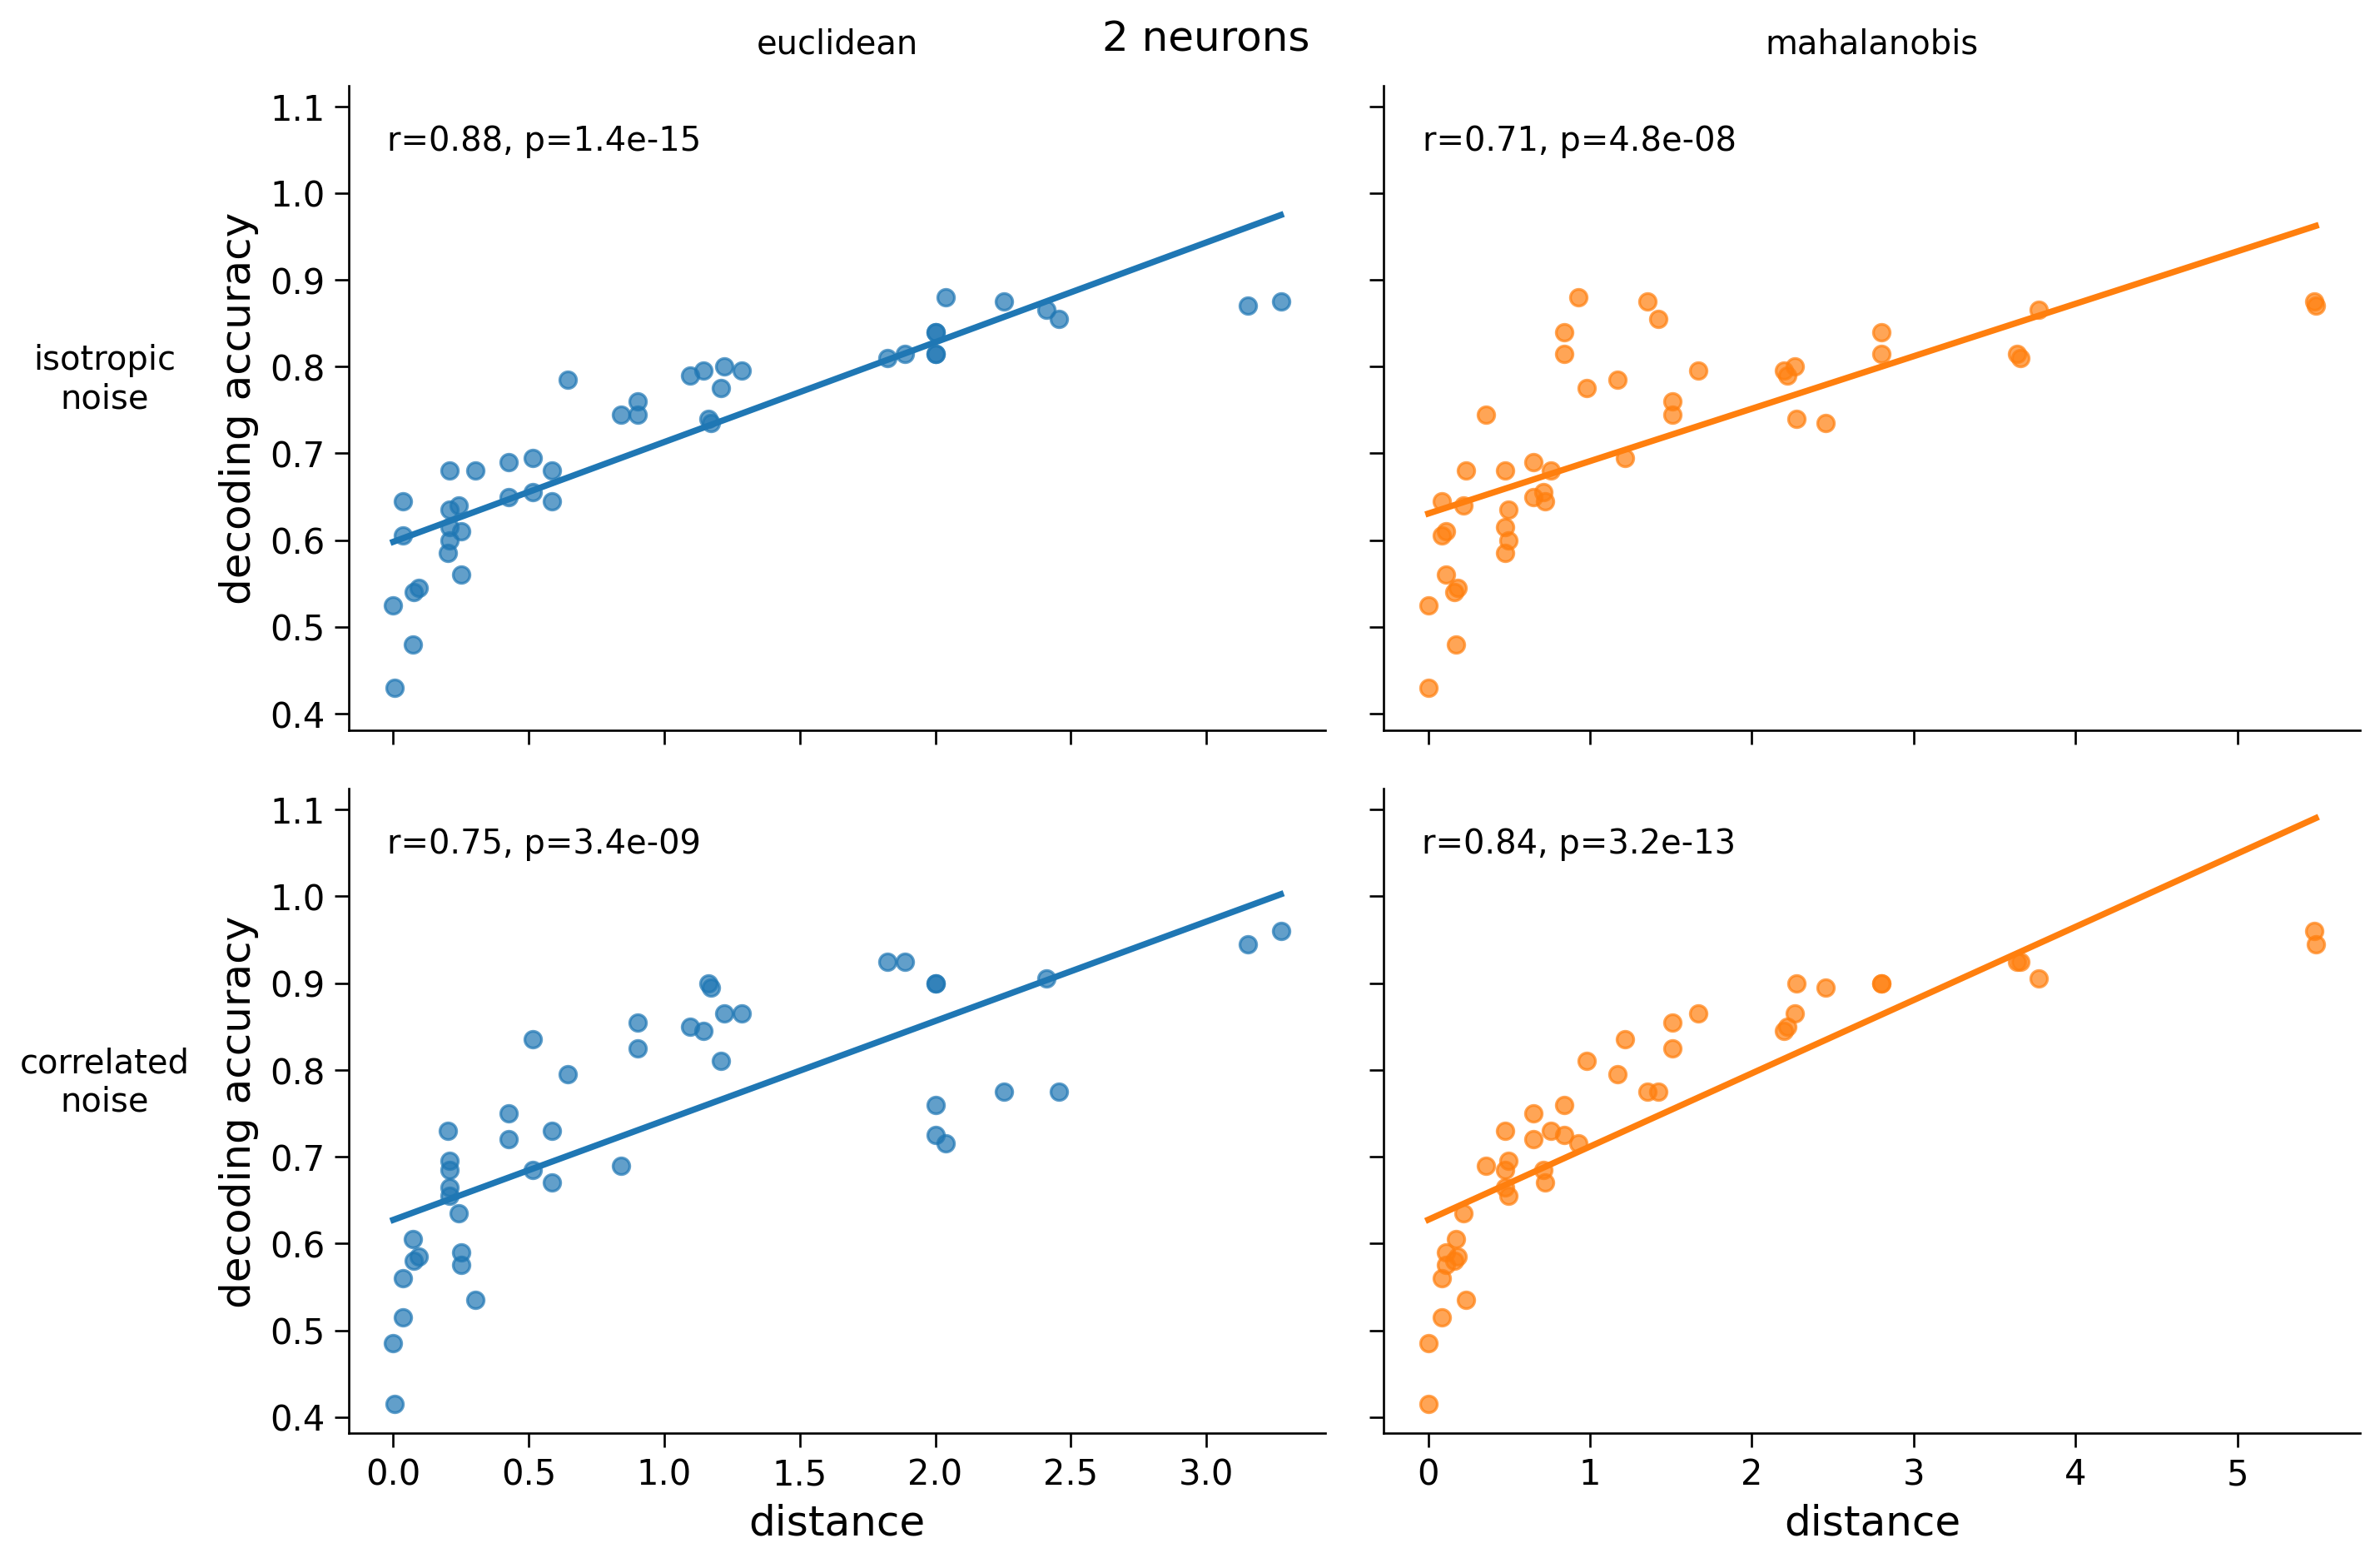 2 neurons
euclidean
mahalanobis
isotropic
noise
decoding accuracy
1.1
1.0
0.9
0.8
0.7
0.6
0.5
0.4
r=0.88, p=1.4e-15
r=0.71, p=4.8e-08
correlated
noise
decoding accuracy
1.1
1.0
0.9
0.8
0.7
0.6
0.5
0.4
r=0.75, p=3.4e-09
r=0.84, p=3.2e-13
0.0 0.5 1.0 1.5 2.0 2.5 3.0
distance
0 1 2 3 4 5
distance